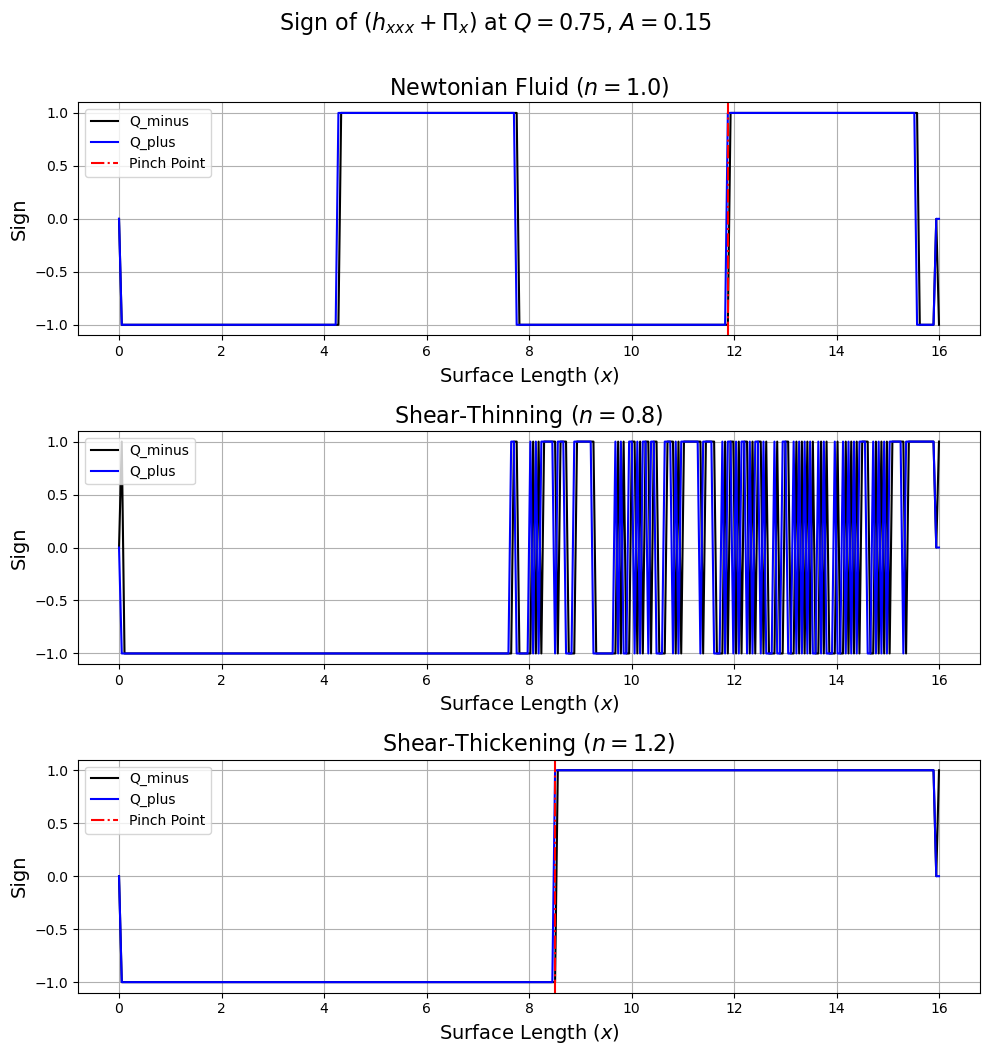 Sign of (h_{xxx} + Π_x) at Q = 0.75, A = 0.15
Newtonian Fluid (n = 1.0)
1.0
0.5
0.0
−0.5
−1.0
Sign
Q_minus
Q_plus
Pinch Point
0 2 4 6 8 10 12 14 16
Surface Length (x)
Shear-Thinning (n = 0.8)
1.0
0.5
0.0
−0.5
−1.0
Sign
Q_minus
Q_plus
0 2 4 6 8 10 12 14 16
Surface Length (x)
Shear-Thickening (n = 1.2)
1.0
0.5
0.0
−0.5
−1.0
Sign
Q_minus
Q_plus
Pinch Point
0 2 4 6 8 10 12 14 16
Surface Length (x)